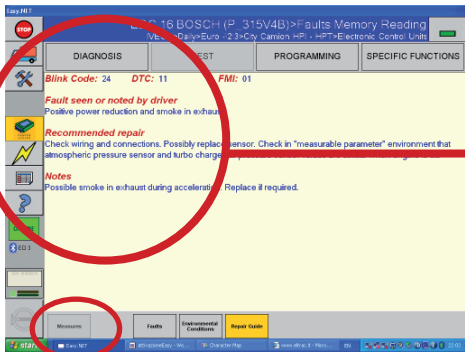 Easy.NET
STOP
EDC 16 BOSCH (P_315V4B)>Faults Memory Reading
IVECO>Daily>Euro -2:3>City Camion HPI - HPT>Electronic Control Units
DIAGNOSIS
TEST
PROGRAMMING
SPECIFIC FUNCTIONS
Blink Code: 24 DTC: 11 FMI: 01
Fault seen or noted by driver
Positive power reduction and smoke in exhaust
Recommended repair
Check wiring and connections. Possibly replace sensor. Check in "measurable parameter" environment that
atmospheric pressure sensor and turbo charge
Notes
Possible smoke in exhaust during acceleration. Replace if required.
Measures
Faults
Environmental
Conditions
Repair Guide
start
Easy.NET
Character Map
EN